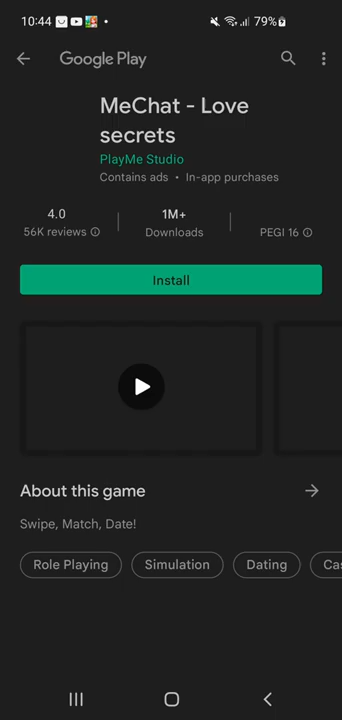 10:44
79%
Google Play
MeChat - Love
secrets
PlayMe Studio
Contains ads • In-app purchases
4.0
1M+
56K reviews
Downloads
PEGI 16
Install
About this game
Swipe, Match, Date!
Role Playing
Simulation
Dating
Cas